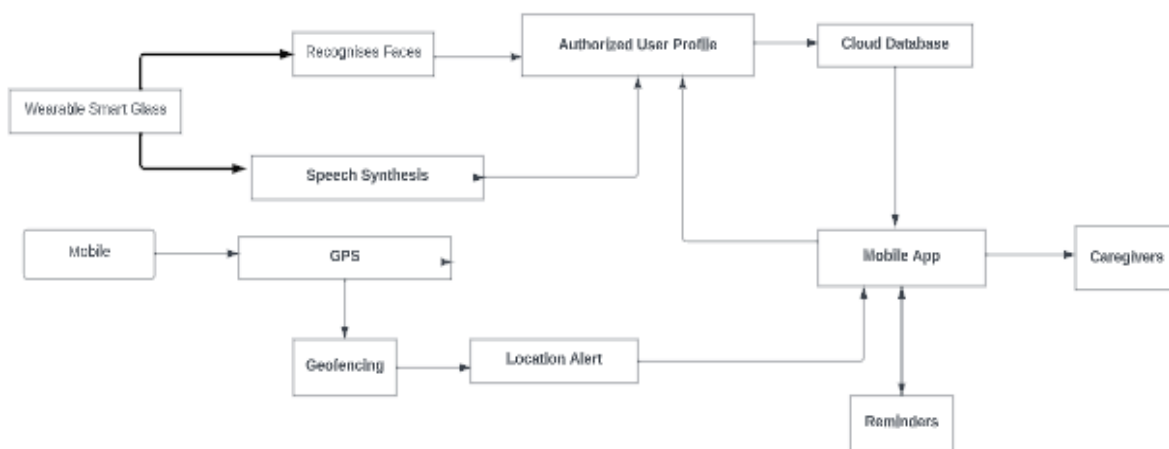 Recognises Faces
Authorized User Profile
Cloud Database
Wearable Smart Glass
Speech Synthesis
Mobile
GPS
Mobile App
Caregivers
Geofencing
Location Alert
Reminders